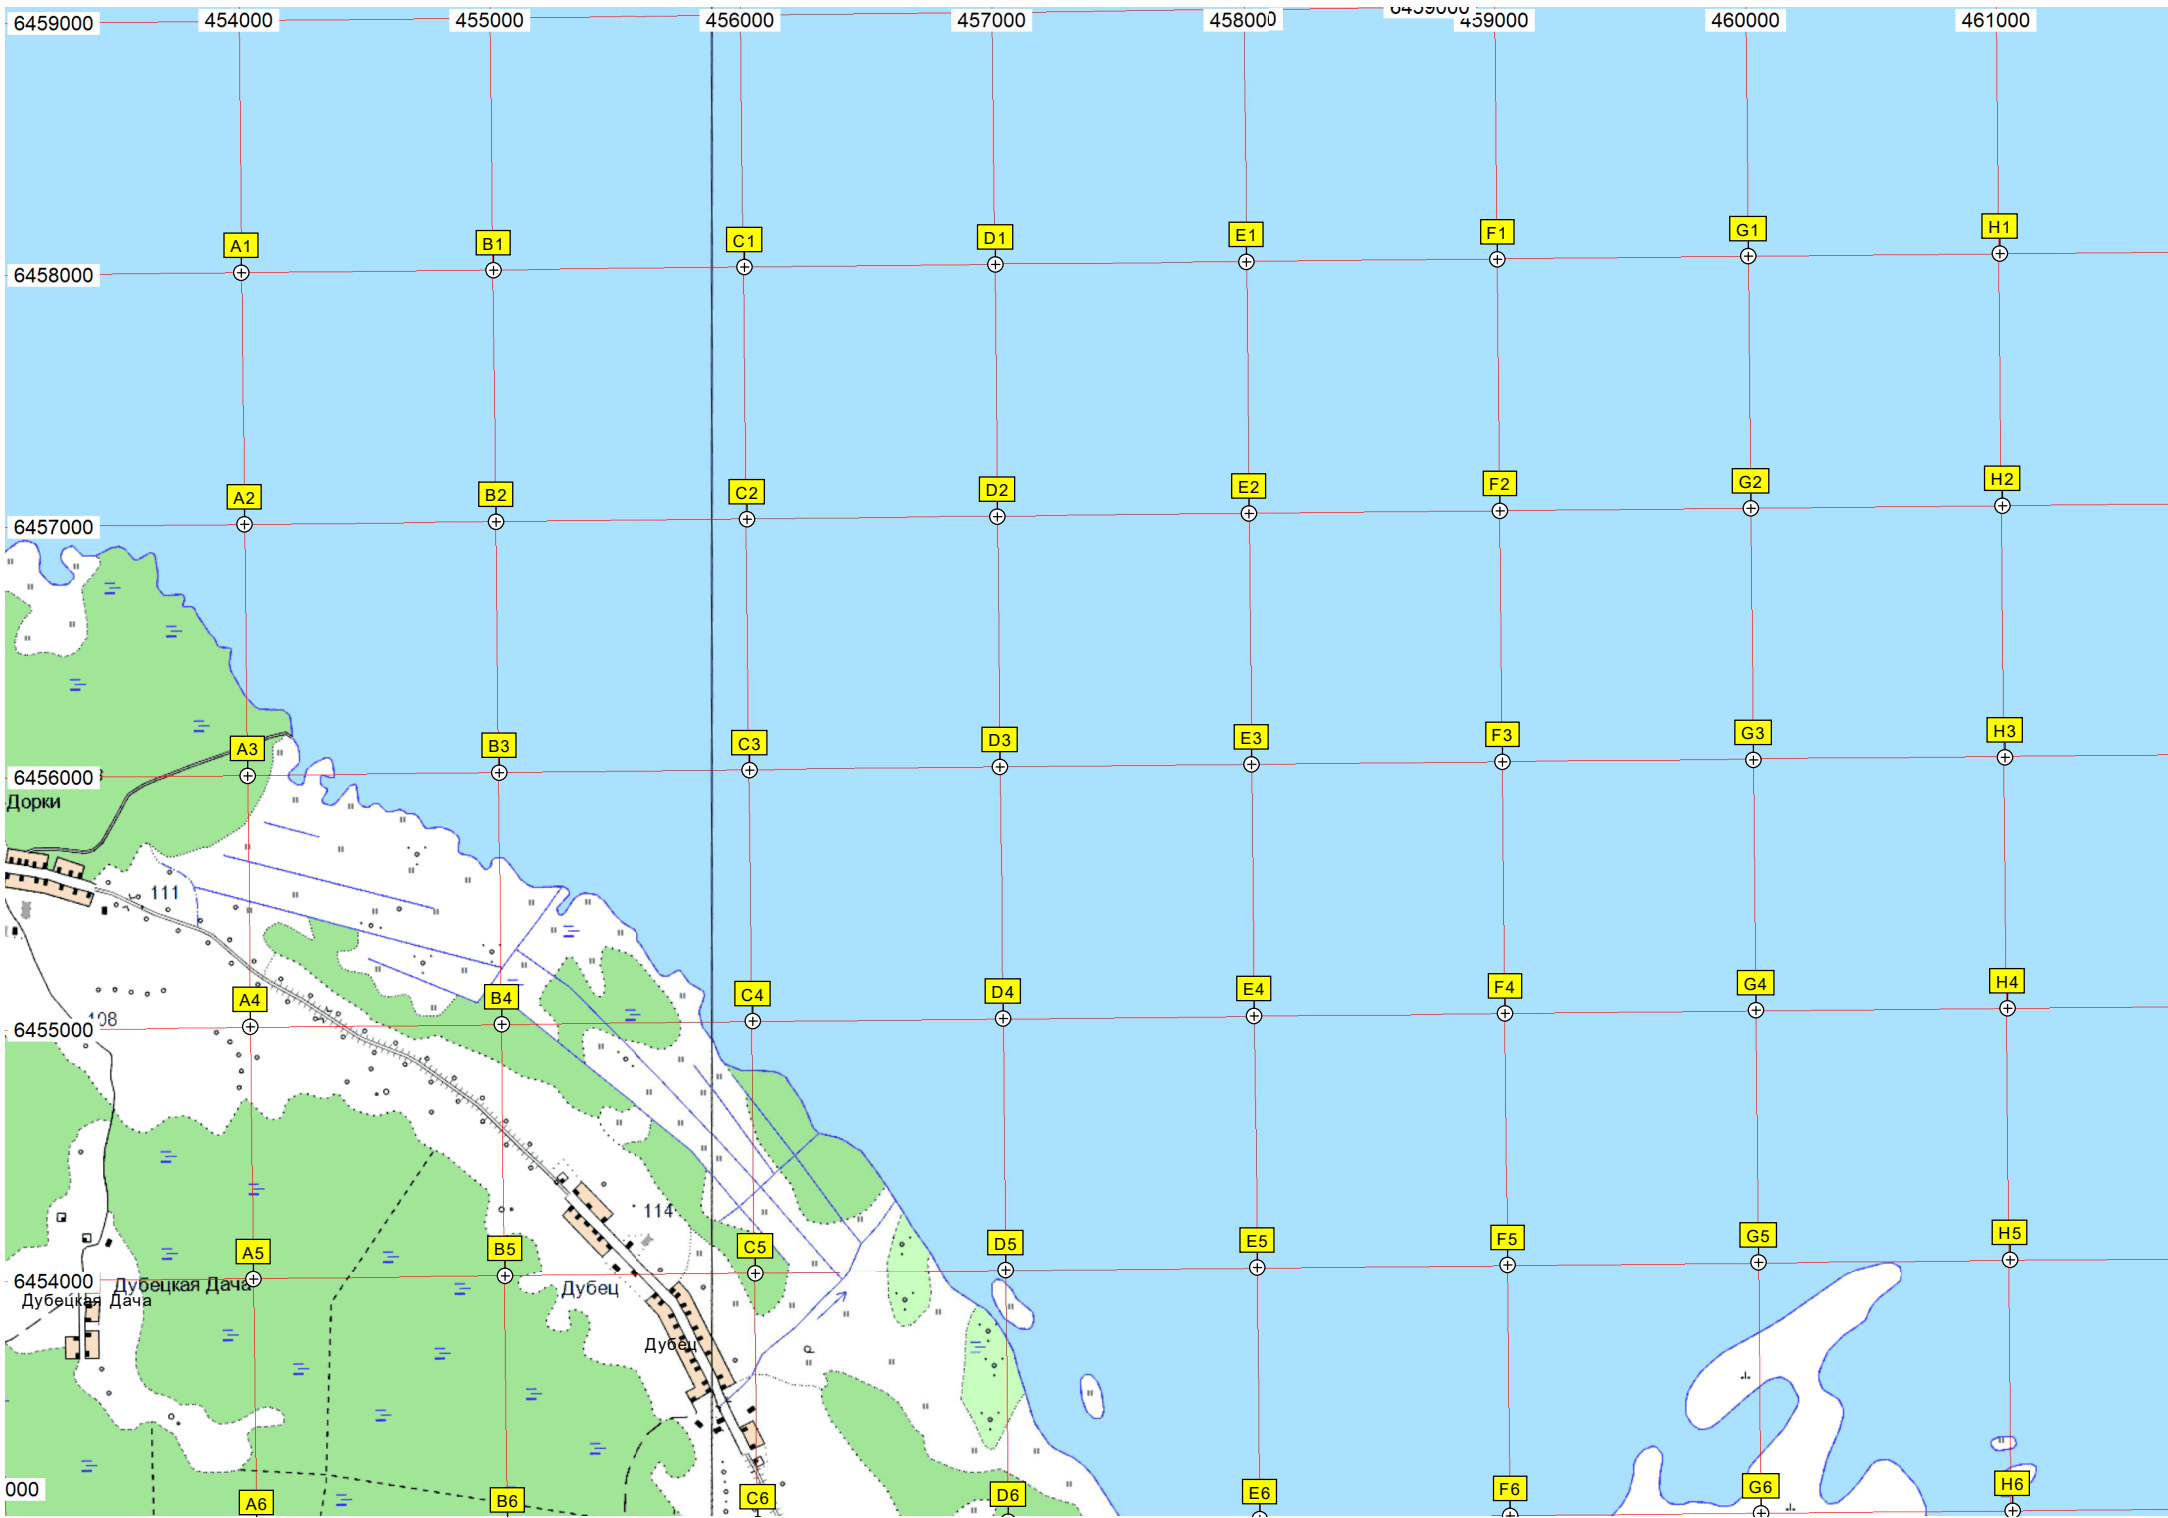 6459000 454000 455000 456000 457000 458000 6459000 459000 460000 461000
A1 B1 C1 D1 E1 F1 G1 H1
6458000
A2 B2 C2 D2 E2 F2 G2 H2
6457000
A3 B3 C3 D3 E3 F3 G3 H3
6456000
Дорки
111
A4 B4 C4 D4 E4 F4 G4 H4
108
6455000
114
A5 B5 C5 D5 E5 F5 G5 H5
6454000
Дубецкая Дача
Дубец
Дубецкая Дача
Дубец
000
A6 B6 C6 D6 E6 F6 G6 H6